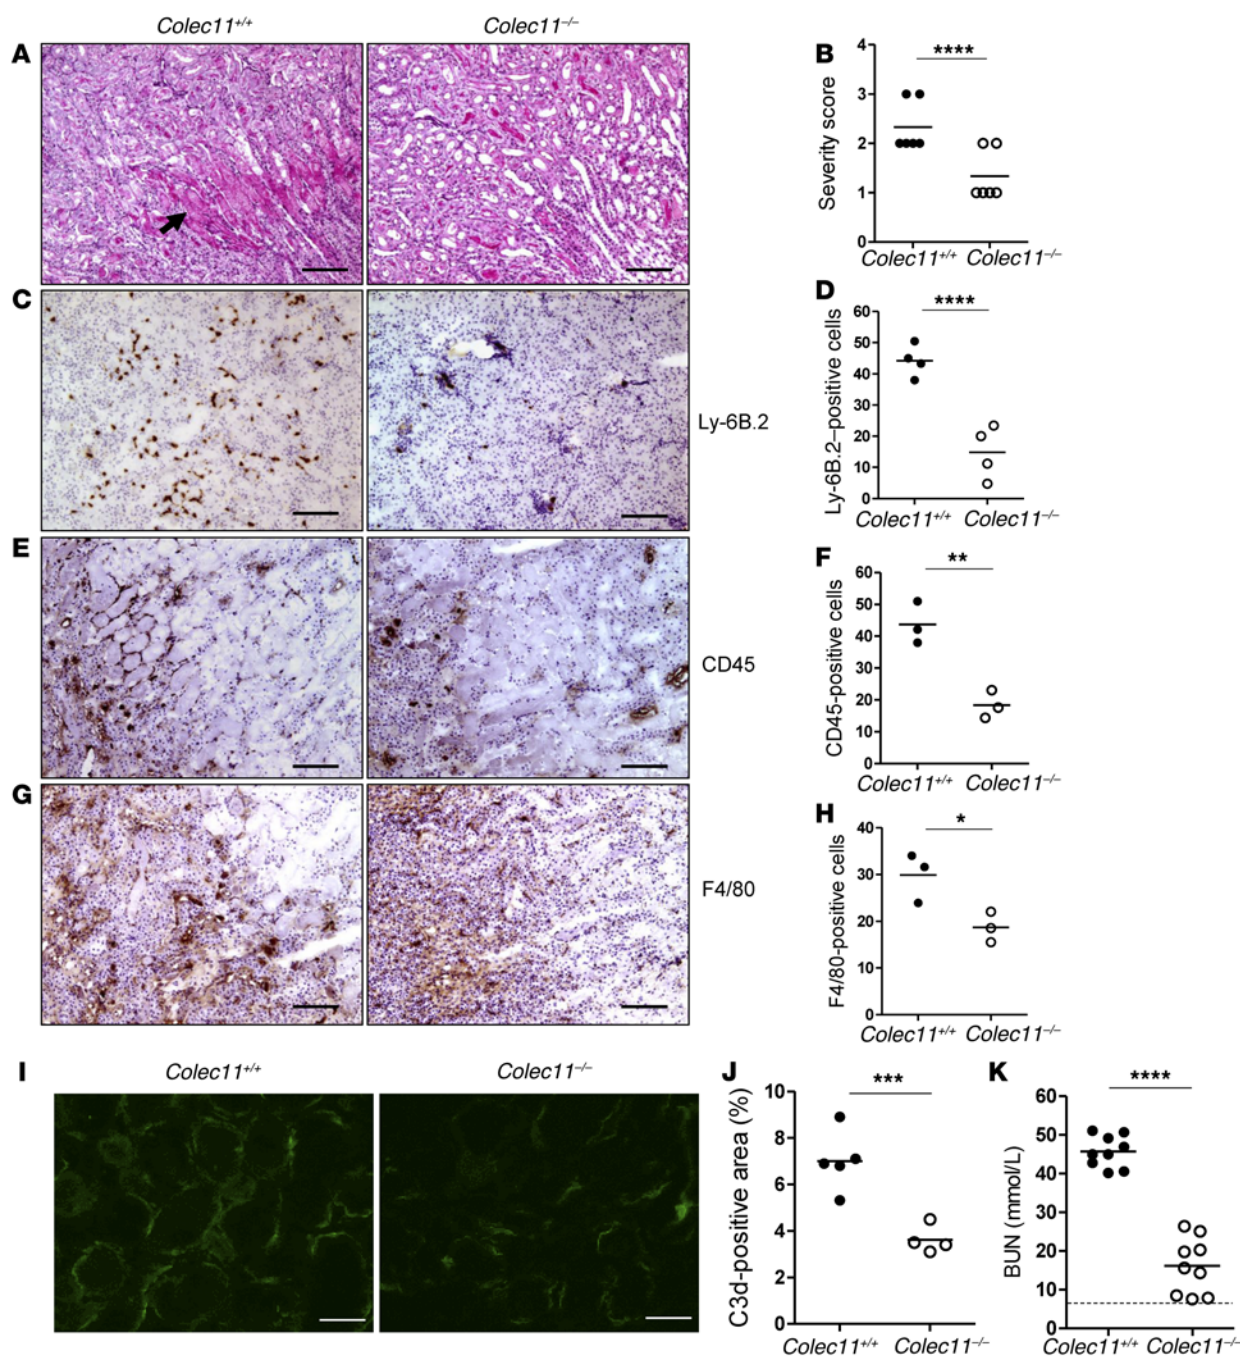 Colec11+/+ Colec11−/−
A
B
4
3
2
1
0
Severity score
****
Colec11+/+ Colec11−/−
C
Ly-6B.2
D
60
50
40
30
20
10
0
Ly-6B.2–positive cells
****
Colec11+/+ Colec11−/−
E
CD45
F
60
50
40
30
20
10
0
CD45-positive cells
**
Colec11+/+ Colec11−/−
G
F4/80
H
40
30
20
10
0
F4/80-positive cells
*
Colec11+/+ Colec11−/−
I
Colec11+/+ Colec11−/−
J
10
8
6
4
2
0
C3d-positive area (%)
***
Colec11+/+ Colec11−/−
K
60
50
40
30
20
10
0
BUN (mmol/L)
****
Colec11+/+ Colec11−/−